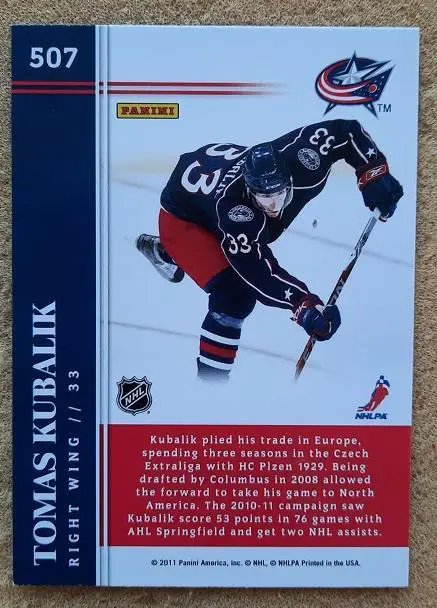 507
TM
PANINI
33
33
33
NHL
NHLPA
TOMAS KUBALIK
RIGHT WING // 33
Kubalik plied his trade in Europe,
spending three seasons in the Czech
Extraliga with HC Plzen 1929. Being
drafted by Columbus in 2008 allowed
the forward to take his game to North
America. The 2010-11 campaign saw
Kubalik score 53 points in 76 games with
AHL Springfield and get two NHL assists.
© 2011 Panini America, Inc. © NHL, © NHLPA Printed in the USA.